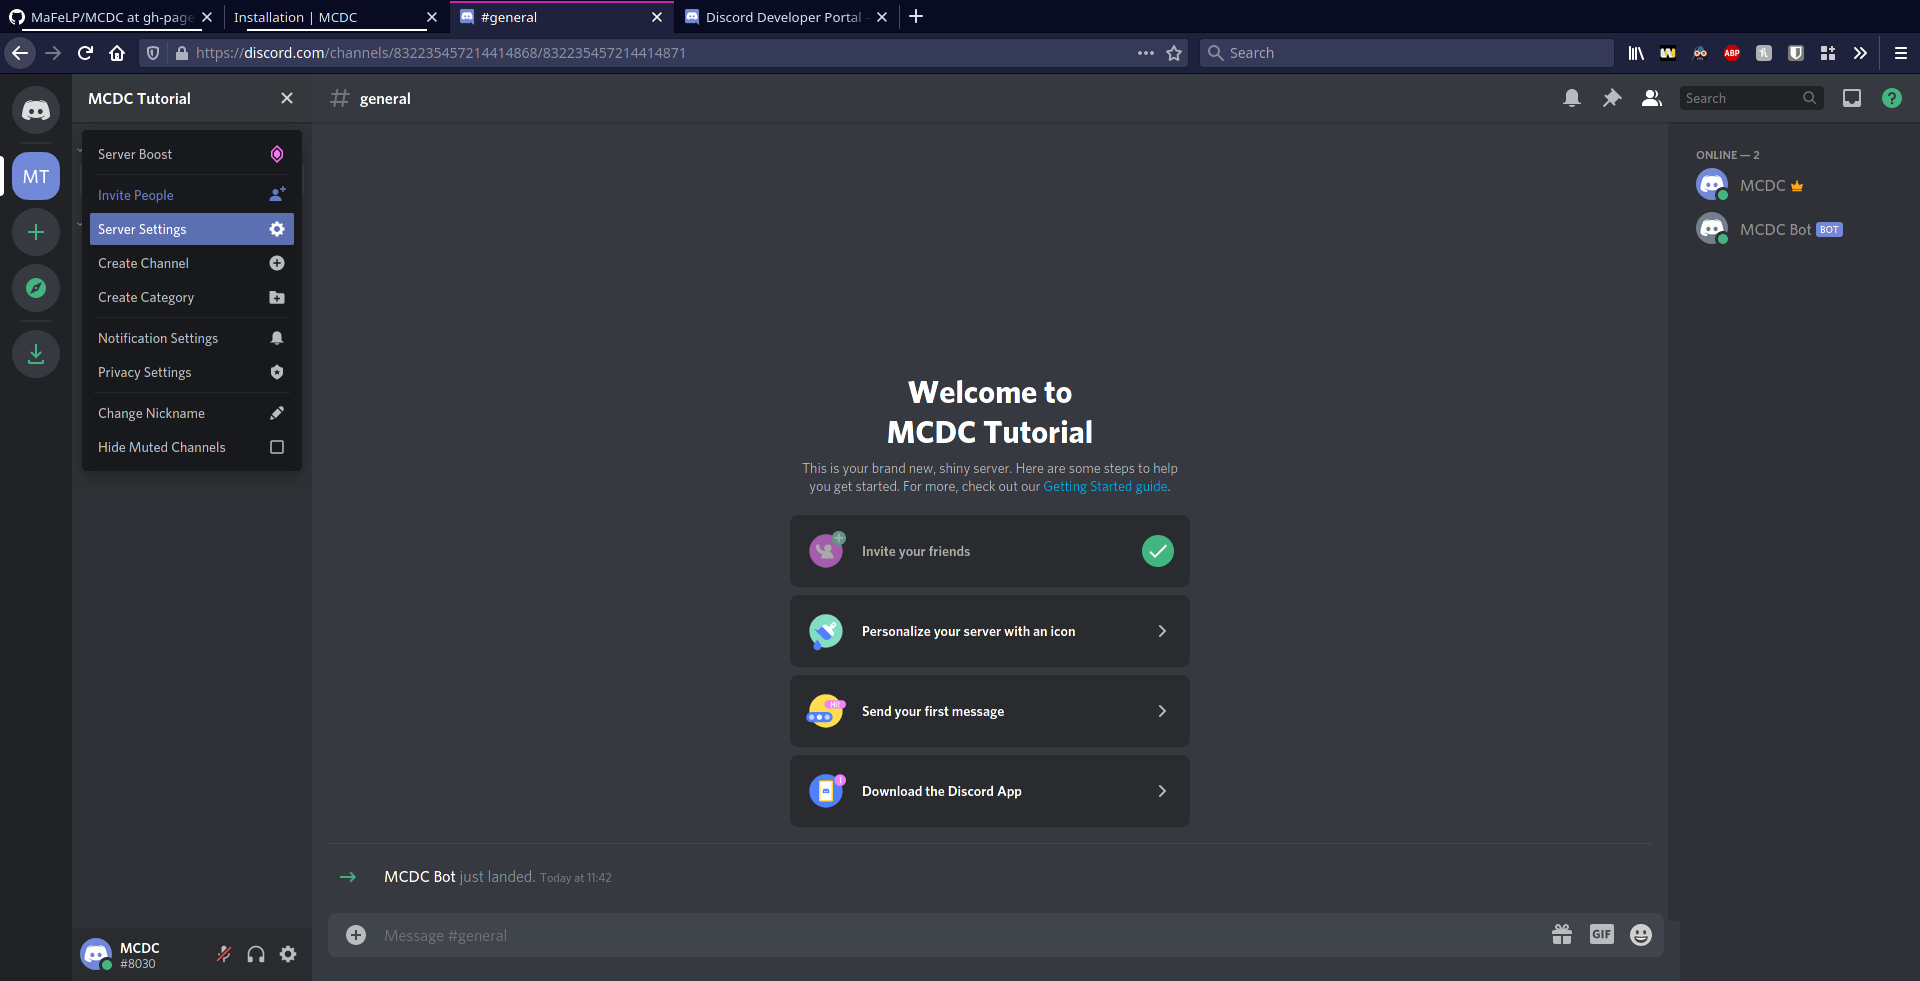 MaFeLP/MCDC at gh-page
Installation | MCDC
#general
Discord Developer Portal
https://discord.com/channels/832235457214414868/832235457214414871
Search
ABP
MCDC Tutorial
general
Search
Server Boost
Invite People
Server Settings
Create Channel
Create Category
Notification Settings
Privacy Settings
Change Nickname
Hide Muted Channels
MT
Welcome to
MCDC Tutorial
This is your brand new, shiny server. Here are some steps to help
you get started. For more, check out our Getting Started guide.
Invite your friends
Personalize your server with an icon
Hi!
Send your first message
Download the Discord App
MCDC Bot just landed. Today at 11:42
Message #general
GIF
MCDC
#8030
ONLINE — 2
MCDC
MCDC Bot BOT